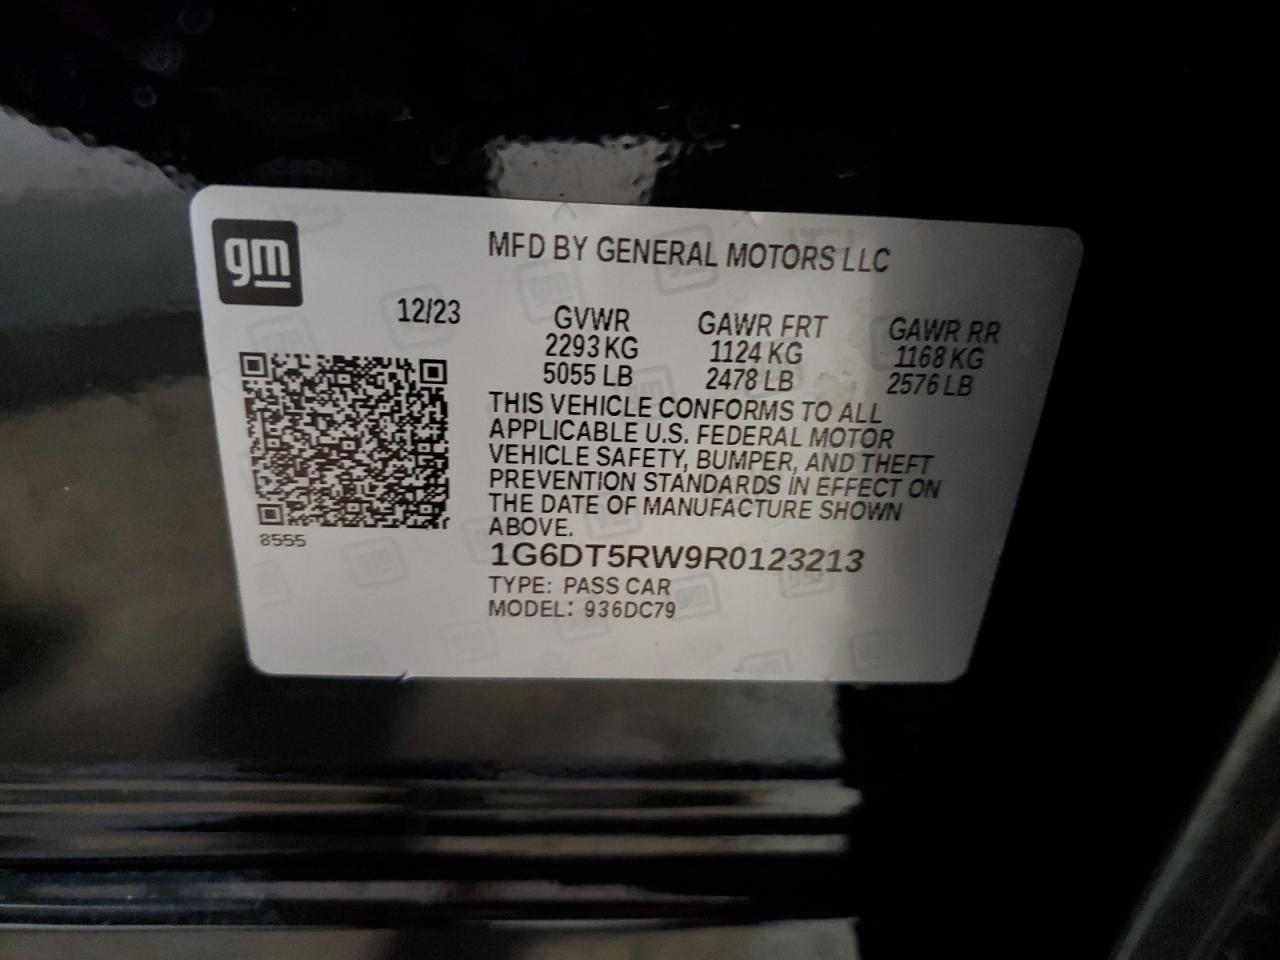 gm
MFD BY GENERAL MOTORS LLC
12/23
GVWR GAWR FRT GAWR RR
2293 KG 1124 KG 1168 KG
5055 LB 2478 LB 2576 LB
THIS VEHICLE CONFORMS TO ALL
APPLICABLE U.S. FEDERAL MOTOR
VEHICLE SAFETY, BUMPER, AND THEFT
PREVENTION STANDARDS IN EFFECT ON
THE DATE OF MANUFACTURE SHOWN
ABOVE.
8555
1G6DT5RW9R0123213
TYPE: PASS CAR
MODEL: 936DC79